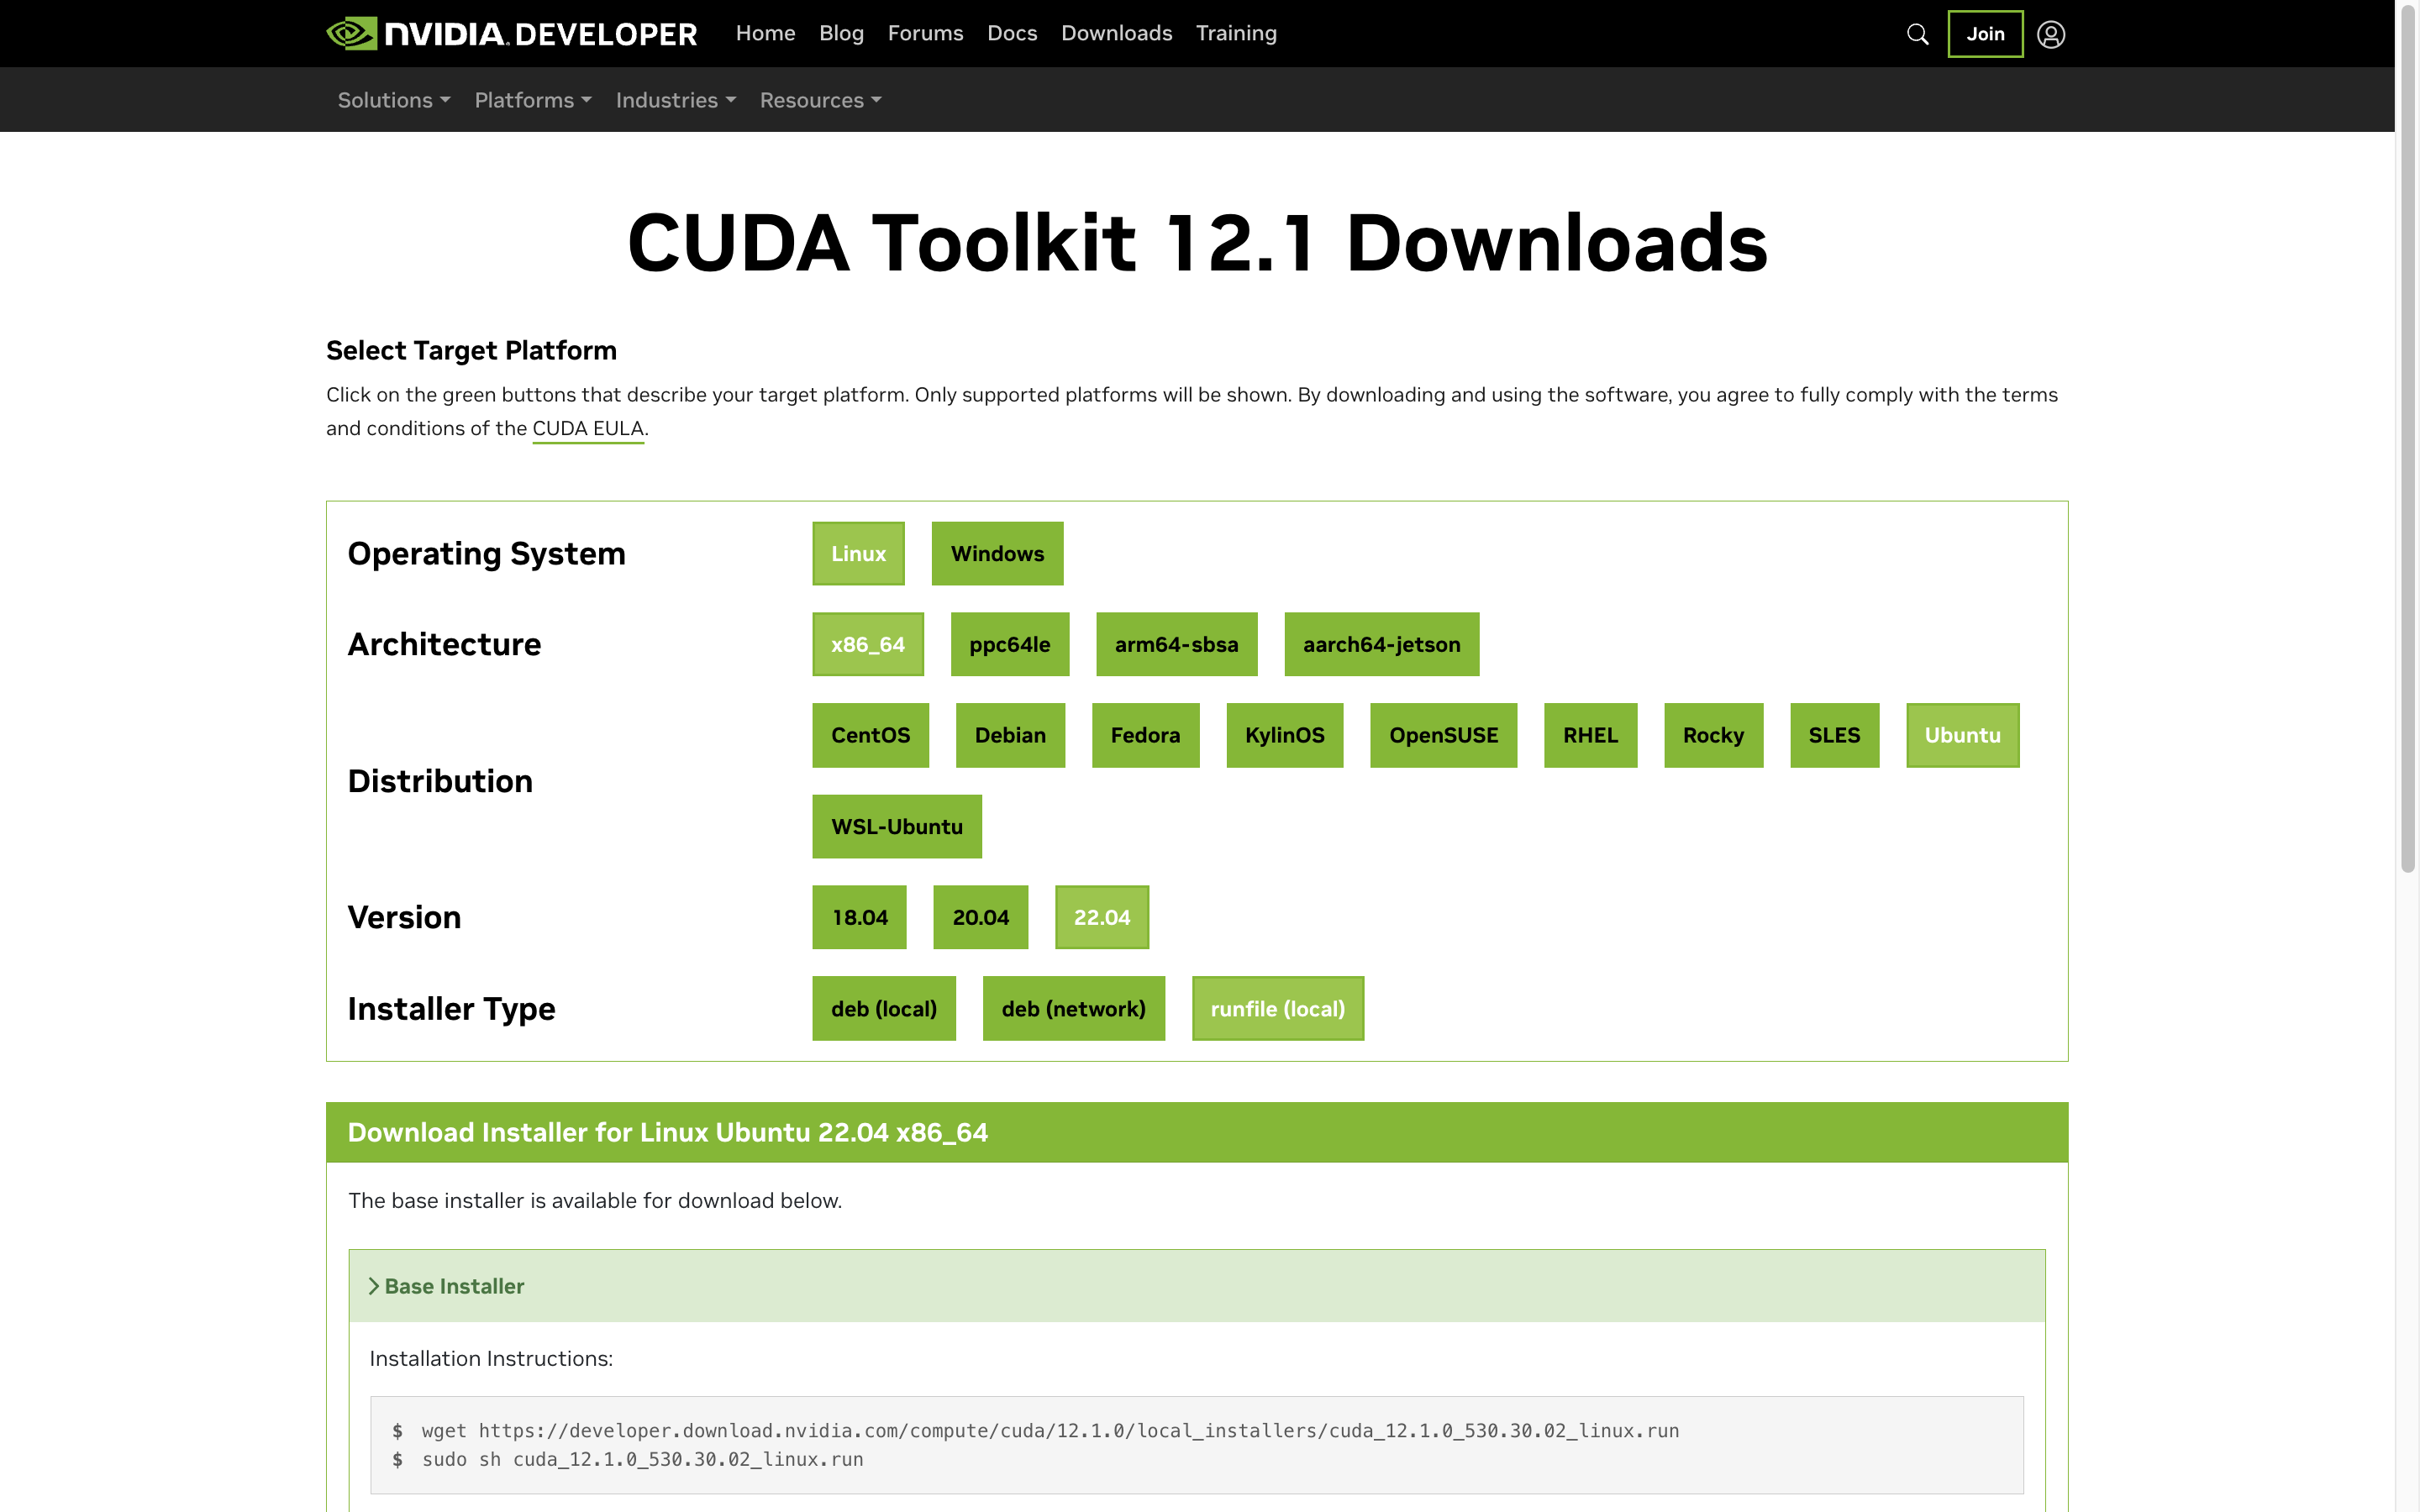 NVIDIA. DEVELOPER Home Blog Forums Docs Downloads Training Join
Solutions Platforms Industries Resources
CUDA Toolkit 12.1 Downloads
Select Target Platform
Click on the green buttons that describe your target platform. Only supported platforms will be shown. By downloading and using the software, you agree to fully comply with the terms
and conditions of the CUDA EULA.
Operating System Linux Windows
Architecture x86_64 ppc64le arm64-sbsa aarch64-jetson
Distribution CentOS Debian Fedora KylinOS OpenSUSE RHEL Rocky SLES Ubuntu
WSL-Ubuntu
Version 18.04 20.04 22.04
Installer Type deb (local) deb (network) runfile (local)
Download Installer for Linux Ubuntu 22.04 x86_64
The base installer is available for download below.
Base Installer
Installation Instructions:
$ wget https://developer.download.nvidia.com/compute/cuda/12.1.0/local_installers/cuda_12.1.0_530.30.02_linux.run
$ sudo sh cuda_12.1.0_530.30.02_linux.run